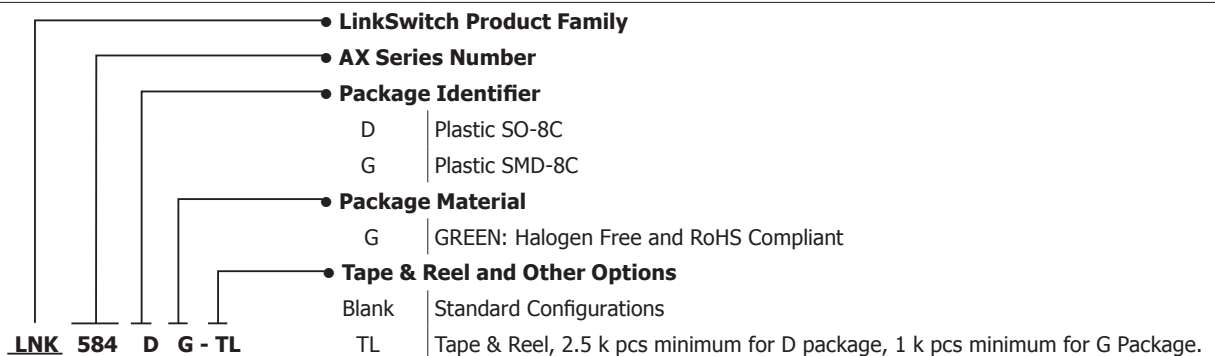 LinkSwitch Product Family
AX Series Number
Package Identifier
D Plastic SO-8C
G Plastic SMD-8C
Package Material
G GREEN: Halogen Free and RoHS Compliant
Tape & Reel and Other Options
Blank Standard Configurations
LNK 584 D G - TL TL Tape & Reel, 2.5 k pcs minimum for D package, 1 k pcs minimum for G Package.